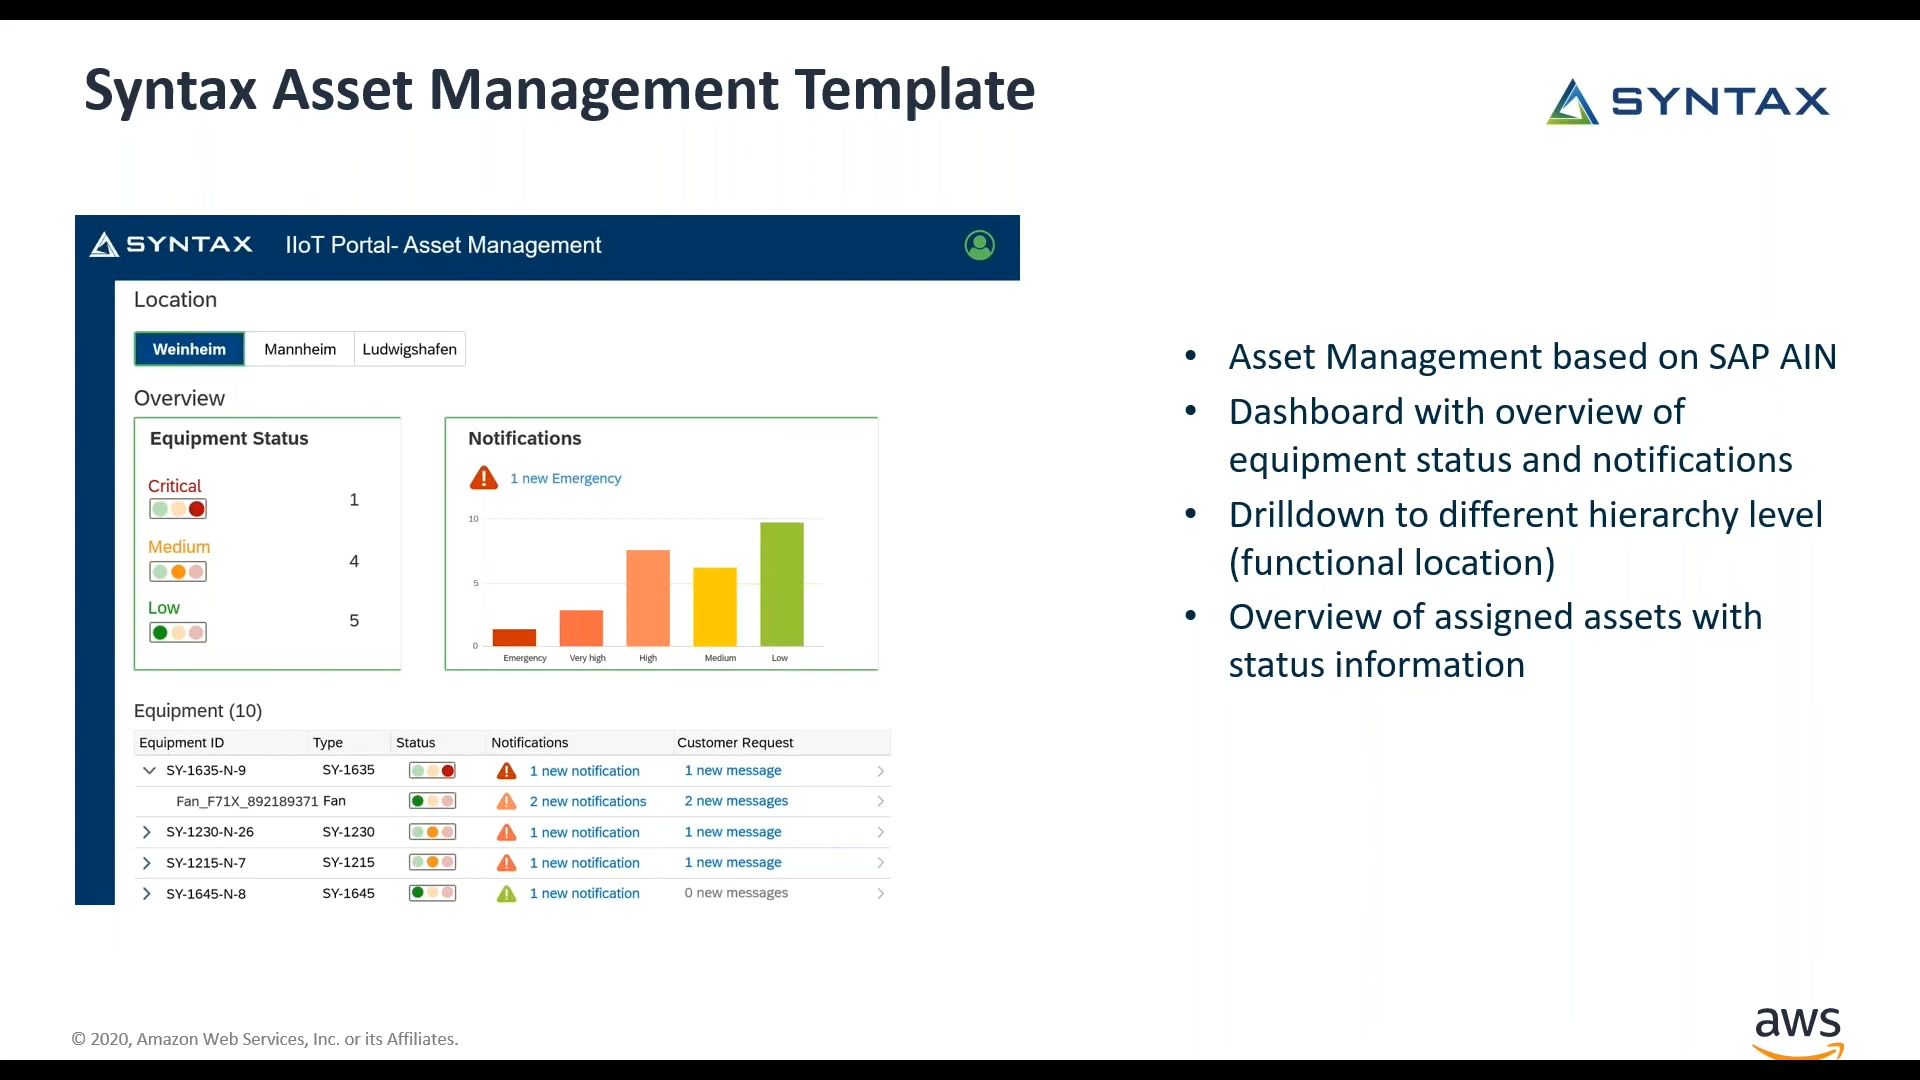 Syntax Asset Management Template
SYNTAX
SYNTAX IIoT Portal- Asset Management
Location
Weinheim Mannheim Ludwigshafen
Overview
Equipment Status
Critical 1
Medium 4
Low 5
Notifications
1 new Emergency
10
5
0
Emergency Very high High Medium Low
Equipment (10)
Equipment ID Type Status Notifications Customer Request
SY-1635-N-9 SY-1635 1 new notification 1 new message
Fan_F71X_892189371 Fan 2 new notifications 2 new messages
SY-1230-N-26 SY-1230 1 new notification 1 new message
SY-1215-N-7 SY-1215 1 new notification 1 new message
SY-1645-N-8 SY-1645 1 new notification 0 new messages
• Asset Management based on SAP AIN
• Dashboard with overview of
equipment status and notifications
• Drilldown to different hierarchy level
(functional location)
• Overview of assigned assets with
status information
© 2020, Amazon Web Services, Inc. or its Affiliates.
aws